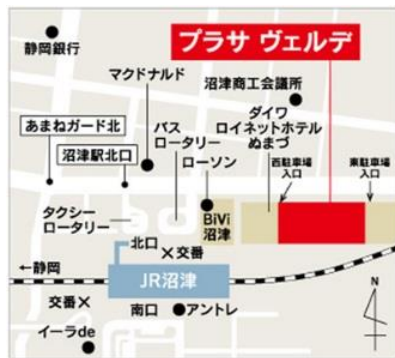 静岡銀行
プラサ ヴェルデ
マクドナルド
沼津商工会議所
あまねガード北
バス
ロータリー
ダイワ
ロイネットホテル
ぬまづ
沼津駅北口
ローソン
西駐車場
入口
東駐車場
入口
タクシー
ロータリー
BiVi
沼津
北口
×交番
←静岡
JR沼津
N
交番×
南口
アントレ
イーラde